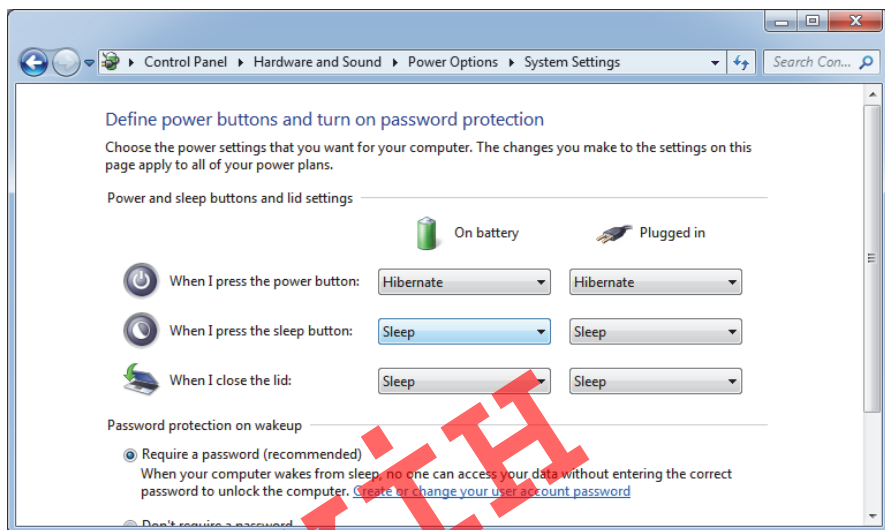 Control Panel Hardware and Sound Power Options System Settings Search Con...
Define power buttons and turn on password protection
Choose the power settings that you want for your computer. The changes you make to the settings on this
page apply to all of your power plans.
Power and sleep buttons and lid settings
On battery Plugged in
When I press the power button: Hibernate Hibernate
When I press the sleep button: Sleep Sleep
When I close the lid: Sleep Sleep
Password protection on wakeup
Require a password (recommended)
When your computer wakes from sleep, no one can access your data without entering the correct
password to unlock the computer. Create or change your user account password
Don't require a password
ITH